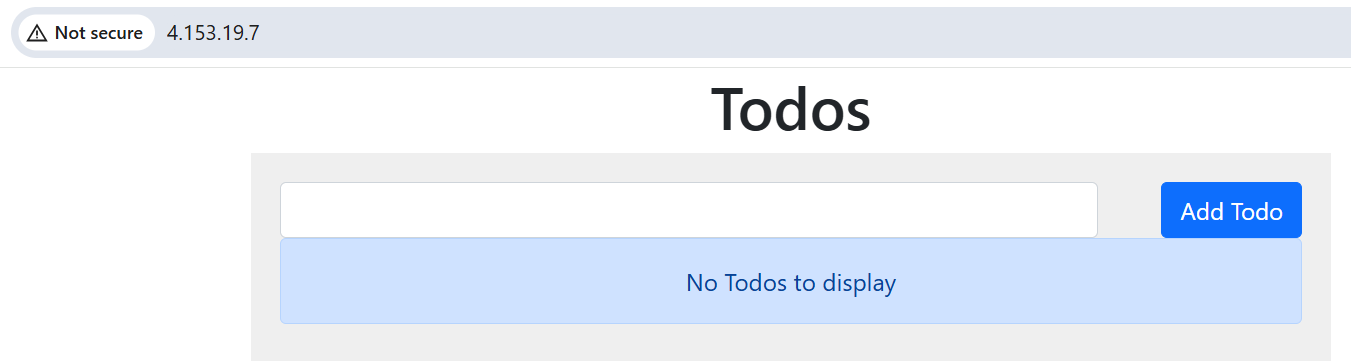 Not secure 4.153.19.7
Todos
Add Todo
No Todos to display